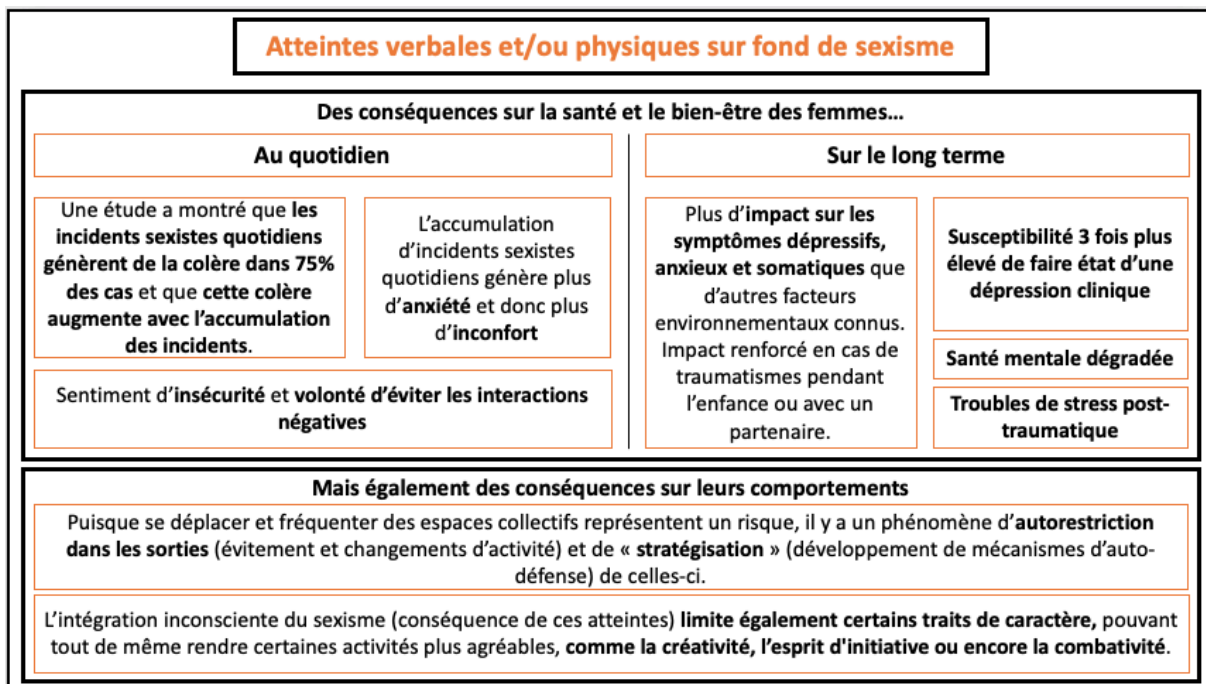 Atteintes verbales et/ou physiques sur fond de sexisme
Des conséquences sur la santé et le bien-être des femmes…
Au quotidien
Une étude a montré que les
incidents sexistes quotidiens
génèrent de la colère dans 75%
des cas et que cette colère
augmente avec l'accumulation
des incidents.
L'accumulation
d'incidents sexistes
quotidiens génère plus
d'anxiété et donc plus
d'inconfort
Sentiment d'insécurité et volonté d'éviter les interactions
négatives
Sur le long terme
Plus d'impact sur les
symptômes dépressifs,
anxieux et somatiques que
d'autres facteurs
environnementaux connus.
Impact renforcé en cas de
traumatismes pendant
l'enfance ou avec un
partenaire.
Susceptibilité 3 fois plus
élevé de faire état d'une
dépression clinique
Santé mentale dégradée
Troubles de stress post-
traumatique
Mais également des conséquences sur leurs comportements
Puisque se déplacer et fréquenter des espaces collectifs représentent un risque, il y a un phénomène d'autorestriction
dans les sorties (évitement et changements d'activité) et de « stratégisation » (développement de mécanismes d'auto-
défense) de celles-ci.
L'intégration inconsciente du sexisme (conséquence de ces atteintes) limite également certains traits de caractère, pouvant
tout de même rendre certaines activités plus agréables, comme la créativité, l'esprit d'initiative ou encore la combativité.